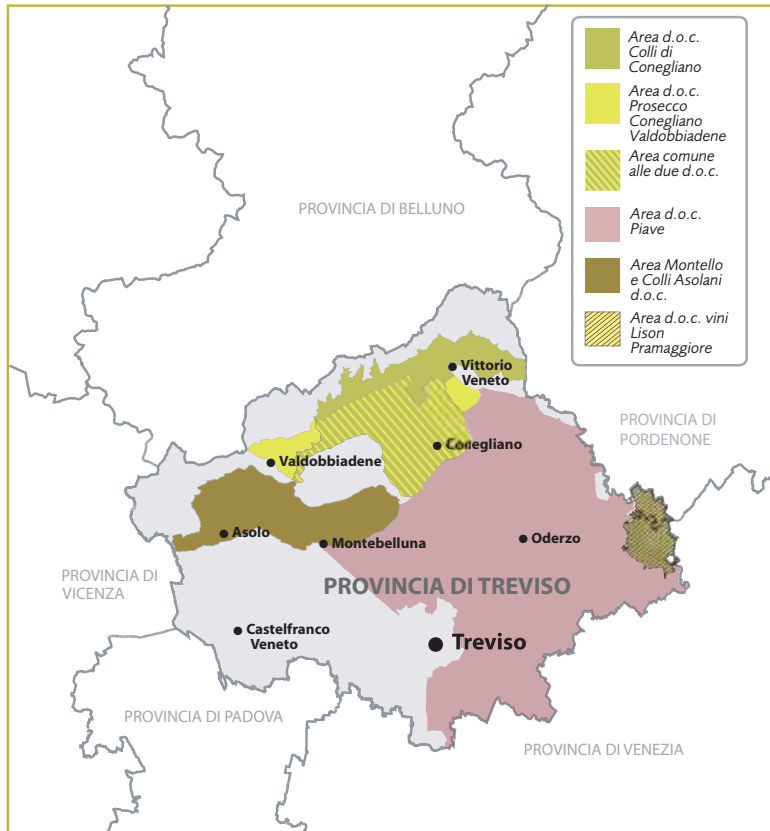 Area d.o.c.
Colli di
Conegliano
Area d.o.c.
Prosecco
Conegliano
Valdobbiadene
Area comune
alle due d.o.c.
Area d.o.c.
Piave
Area Montello
e Colli Asolani
d.o.c.
Area d.o.c. vini
Lison
Pramaggiore
PROVINCIA DI BELLUNO
Vittorio
Veneto
PROVINCIA DI
PORDENONE
Conegliano
Valdobbiadene
Asolo
Montebelluna
Oderzo
PROVINCIA DI
VICENZA
PROVINCIA DI TREVISO
Castelfranco
Veneto
Treviso
PROVINCIA DI PADOVA
PROVINCIA DI VENEZIA